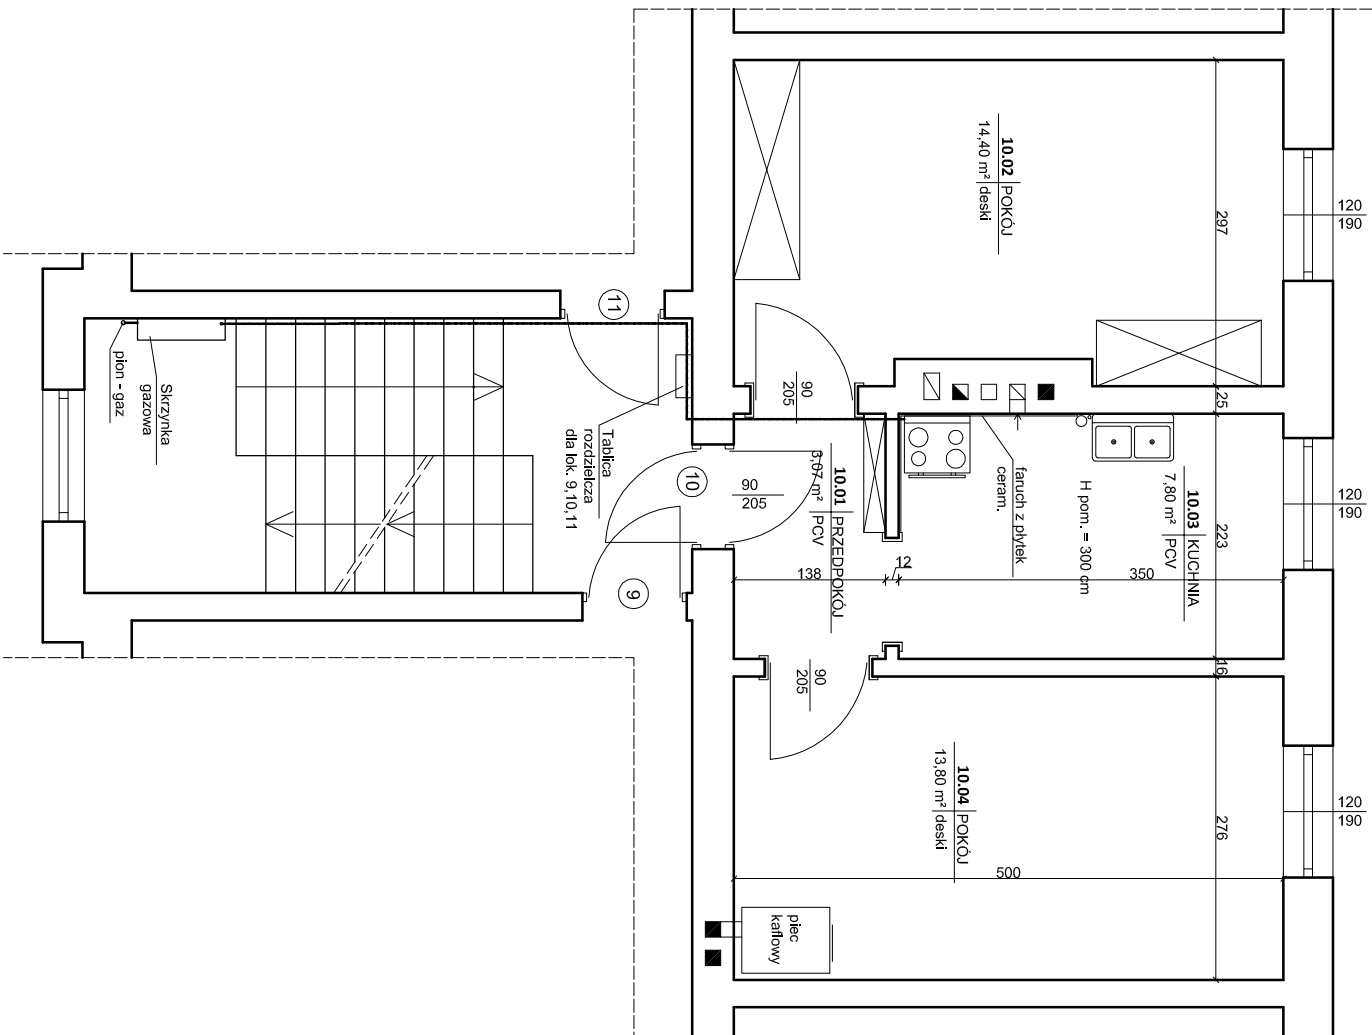 10.02 POKÓJ
14,40 m² deski
297
120
190
11
90
205
25
pion - gaz
Skrzynka
gazowa
Tablica
rozdzielcza
dla lok. 9,10,11
10
90
205
10.01 PRZEDPOKÓJ
3,07 m² PCV
faruch z płytek
ceram.
H pom. = 300 cm
10.03 KUCHNIA
7,80 m² PCV
223
120
190
12
138
350
9
90
205
16
10.04 POKÓJ
13,80 m² deski
276
120
190
500
piec
kaflowy